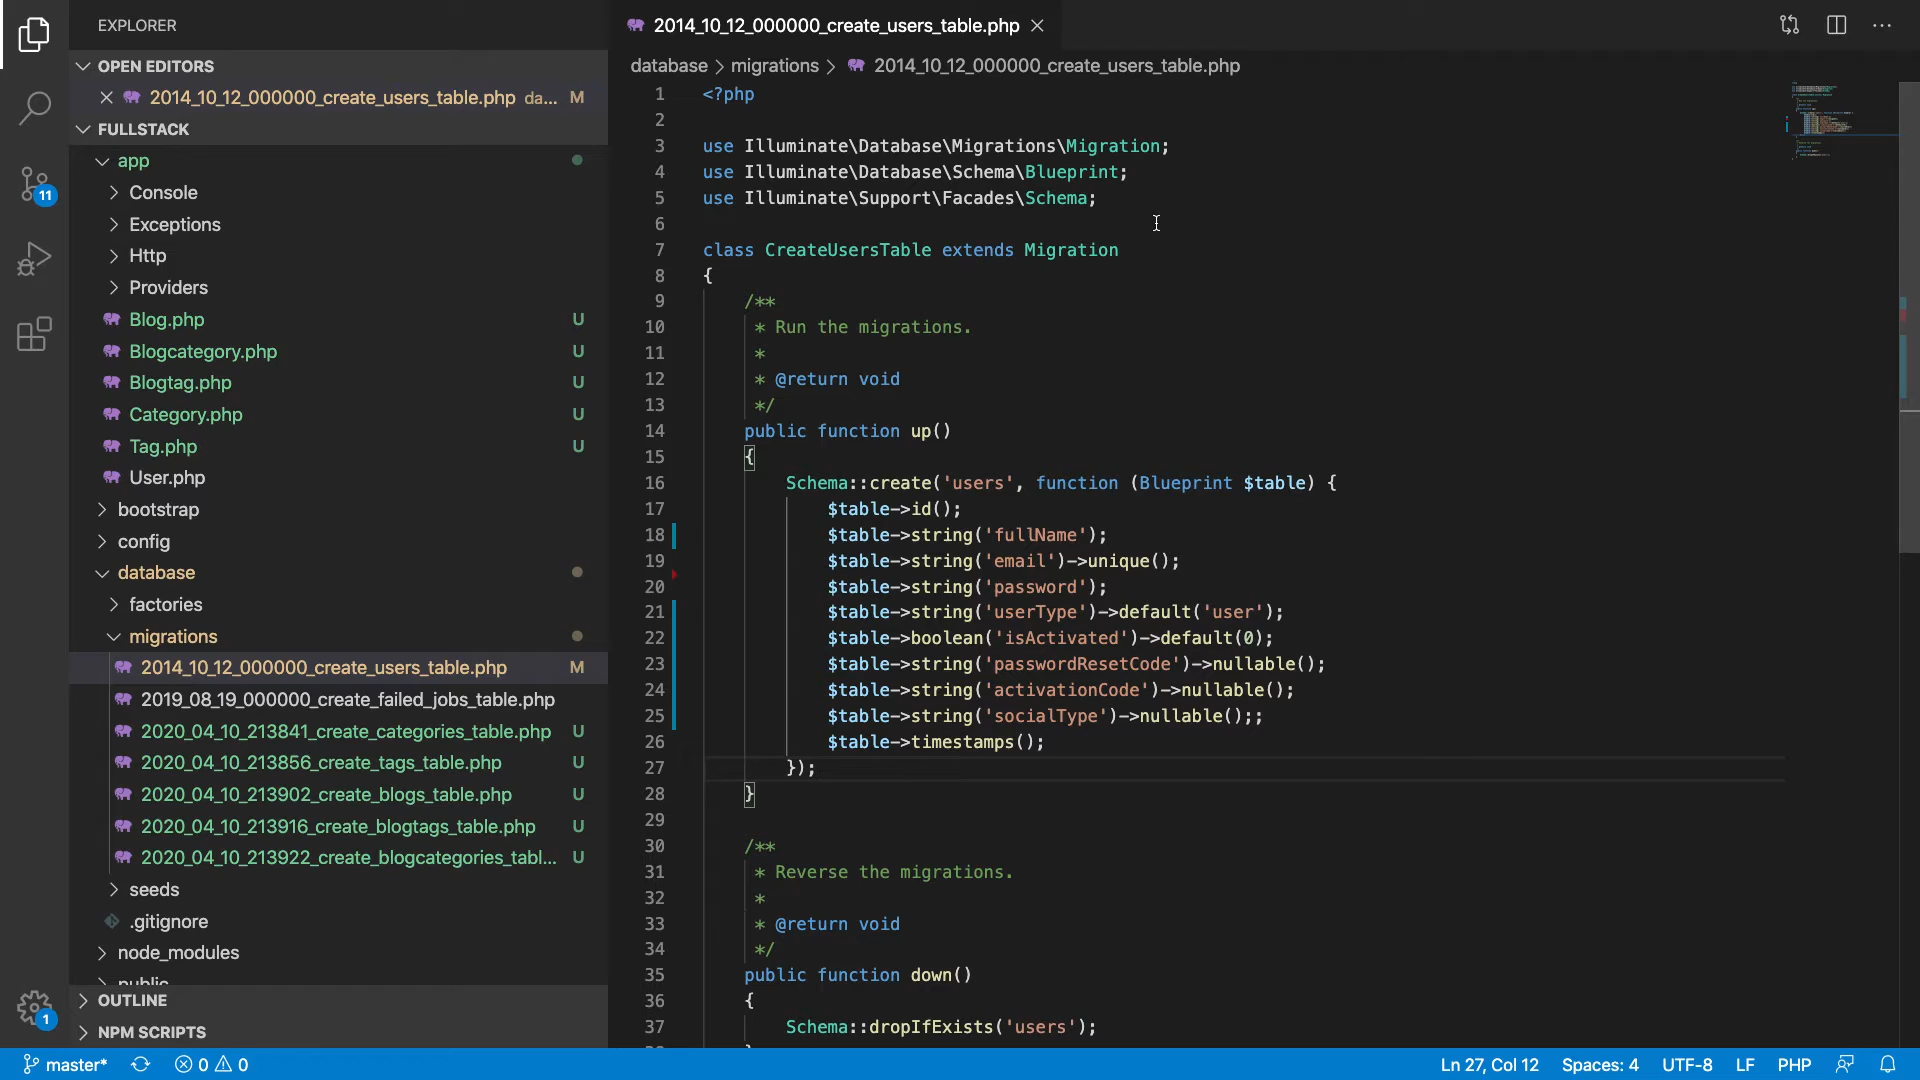 EXPLORER
OPEN EDITORS
2014_10_12_000000_create_users_table.php da... M
FULLSTACK
app
Console
Exceptions
Http
Providers
Blog.php U
Blogcategory.php U
Blogtag.php U
Category.php U
Tag.php U
User.php
bootstrap
config
database
factories
migrations
2014_10_12_000000_create_users_table.php M
2019_08_19_000000_create_failed_jobs_table.php
2020_04_10_213841_create_categories_table.php U
2020_04_10_213856_create_tags_table.php U
2020_04_10_213902_create_blogs_table.php U
2020_04_10_213916_create_blogtags_table.php U
2020_04_10_213922_create_blogcategories_tabl... U
seeds
.gitignore
node_modules
public
OUTLINE
NPM SCRIPTS
11
1
2014_10_12_000000_create_users_table.php
database > migrations > 2014_10_12_000000_create_users_table.php
1 <?php
2
3 use Illuminate\Database\Migrations\Migration;
4 use Illuminate\Database\Schema\Blueprint;
5 use Illuminate\Support\Facades\Schema;
6
7 class CreateUsersTable extends Migration
8 {
9 /**
10 * Run the migrations.
11 *
12 * @return void
13 */
14 public function up()
15 {
16 Schema::create('users', function (Blueprint $table) {
17 $table->id();
18 $table->string('fullName');
19 $table->string('email')->unique();
20 $table->string('password');
21 $table->string('userType')->default('user');
22 $table->boolean('isActivated')->default(0);
23 $table->string('passwordResetCode')->nullable();
24 $table->string('activationCode')->nullable();
25 $table->string('socialType')->nullable();;
26 $table->timestamps();
27 });
28 }
29
30 /**
31 * Reverse the migrations.
32 *
33 * @return void
34 */
35 public function down()
36 {
37 Schema::dropIfExists('users');
master* 0 0 Ln 27, Col 12 Spaces: 4 UTF-8 LF PHP